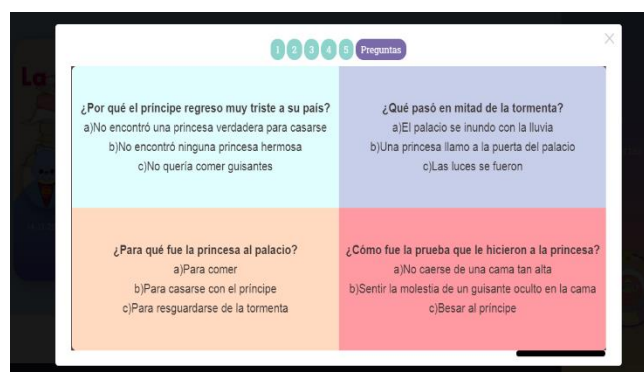 1 2 3 4 5 Preguntas
La
¿Por qué el príncipe regreso muy triste a su país?
a)No encontró una princesa verdadera para casarse
b)No encontró ninguna princesa hermosa
c)No quería comer guisantes
¿Qué pasó en mitad de la tormenta?
a)El palacio se inundo con la lluvia
b)Una princesa llamo a la puerta del palacio
c)Las luces se fueron
¿Para qué fue la princesa al palacio?
a)Para comer
b)Para casarse con el príncipe
c)Para resguardarse de la tormenta
¿Cómo fue la prueba que le hicieron a la princesa?
a)No caerse de una cama tan alta
b)Sentir la molestia de un guisante oculto en la cama
c)Besar al príncipe